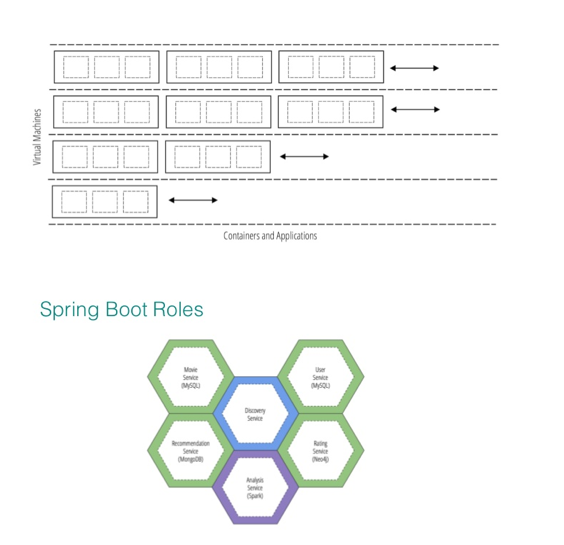 Virtual Machines
Containers and Applications
Spring Boot Roles
Movie
Service
(MySQL)
User
Service
(MySQL)
Discovery
Service
Recommendation
Service
(MongoDB)
Rating
Service
(Neo4j)
Analysis
Service
(Spark)